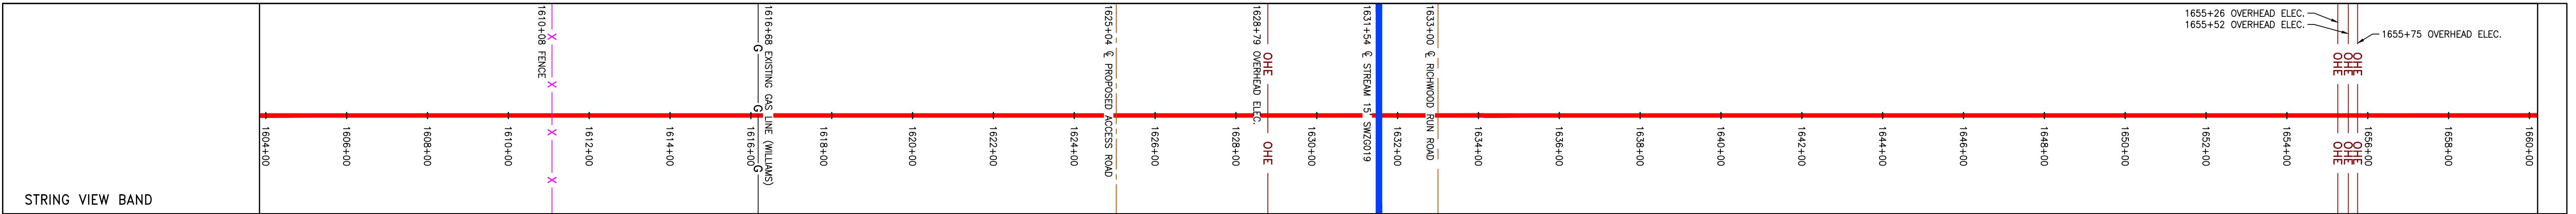 1610+08 FENCE
X
X
X
X
1616+68 EXISTING GAS LINE (WILLIAMS)
G
G
G
1625+04 ℄ PROPOSED ACCESS ROAD
1628+79 OVERHEAD ELEC.
OHE
OHE
1631+54 ℄ STREAM 15' SWZG019
1633+00 ℄ RICHWOOD RUN ROAD
1655+26 OVERHEAD ELEC.
1655+52 OVERHEAD ELEC.
1655+75 OVERHEAD ELEC.
OHE
OHE
OHE
OHE
OHE
OHE
1604+00
1606+00
1608+00
1610+00
1612+00
1614+00
1616+00
1618+00
1620+00
1622+00
1624+00
1626+00
1628+00
1630+00
1632+00
1634+00
1636+00
1638+00
1640+00
1642+00
1644+00
1646+00
1648+00
1650+00
1652+00
1654+00
1656+00
1658+00
1660+00
STRING VIEW BAND